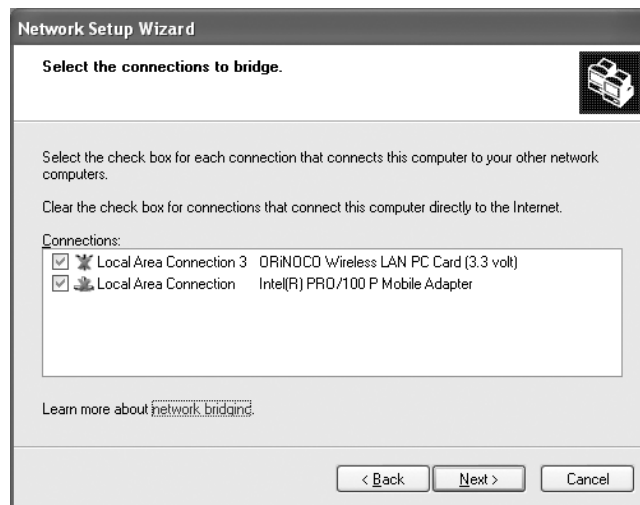 Network Setup Wizard
Select the connections to bridge.
Select the check box for each connection that connects this computer to your other network
computers.
Clear the check box for connections that connect this computer directly to the Internet.
Connections:
Local Area Connection 3 ORiNOCO Wireless LAN PC Card (3.3 volt)
Local Area Connection Intel(R) PRO/100 P Mobile Adapter
Learn more about network bridging.
< Back Next > Cancel